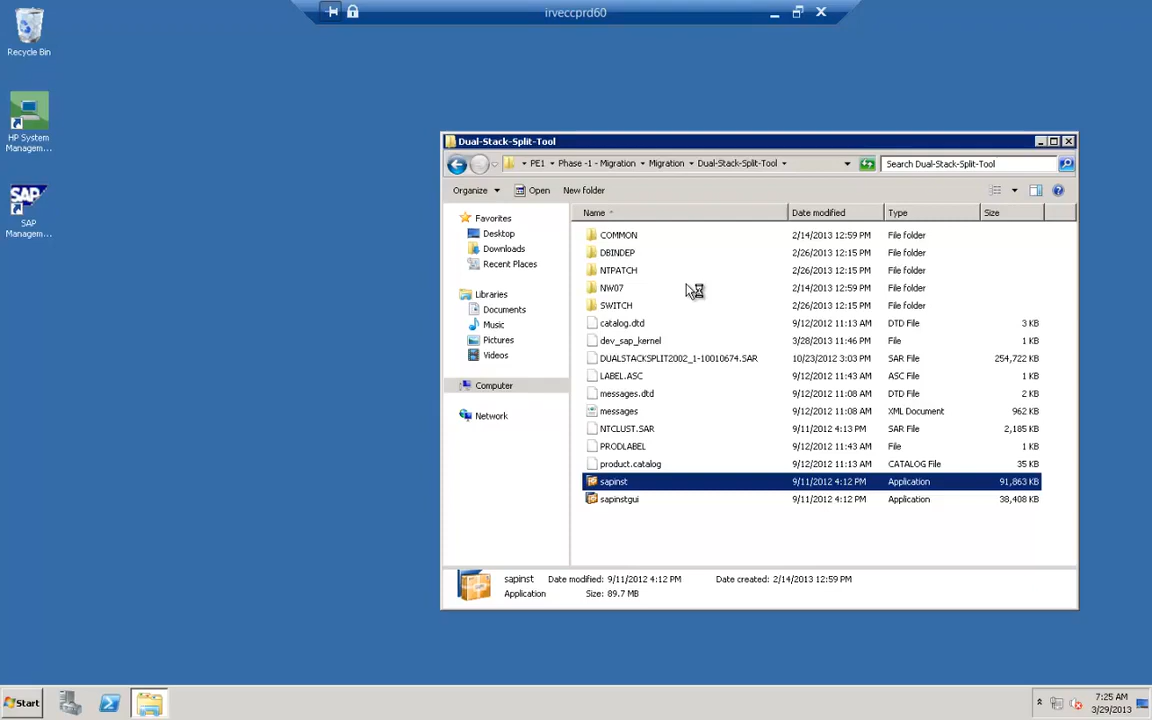 irveccprd60
Recycle Bin
HP System
Managem...
SAP
Managem...
Dual-Stack-Split-Tool
PE1 Phase -1 - Migration Migration Dual-Stack-Split-Tool
Search Dual-Stack-Split-Tool
Organize Open New folder
Favorites
Desktop
Downloads
Recent Places
Libraries
Documents
Music
Pictures
Videos
Computer
Network
Name Date modified Type Size
COMMON 2/14/2013 12:59 PM File folder
DBINDEP 2/26/2013 12:15 PM File folder
NTPATCH 2/26/2013 12:15 PM File folder
NW07 2/14/2013 12:59 PM File folder
SWITCH 2/26/2013 12:15 PM File folder
catalog.dtd 9/12/2012 11:13 AM DTD File 3 KB
dev_sap_kernel 3/28/2013 11:46 PM File 1 KB
DUALSTACKSPLIT2002_1-10010674.SAR 10/23/2012 3:03 PM SAR File 254,722 KB
LABEL.ASC 9/12/2012 11:43 AM ASC File 1 KB
messages.dtd 9/12/2012 11:08 AM DTD File 2 KB
messages 9/12/2012 11:08 AM XML Document 962 KB
NTCLUST.SAR 9/11/2012 4:13 PM SAR File 2,185 KB
PRODLABEL 9/12/2012 11:43 AM File 1 KB
product.catalog 9/12/2012 11:13 AM CATALOG File 35 KB
sapinst 9/11/2012 4:12 PM Application 91,863 KB
sapinstgui 9/11/2012 4:12 PM Application 38,408 KB
sapinst Date modified: 9/11/2012 4:12 PM Date created: 2/14/2013 12:59 PM
Application Size: 89.7 MB
Start
7:25 AM
3/29/2013